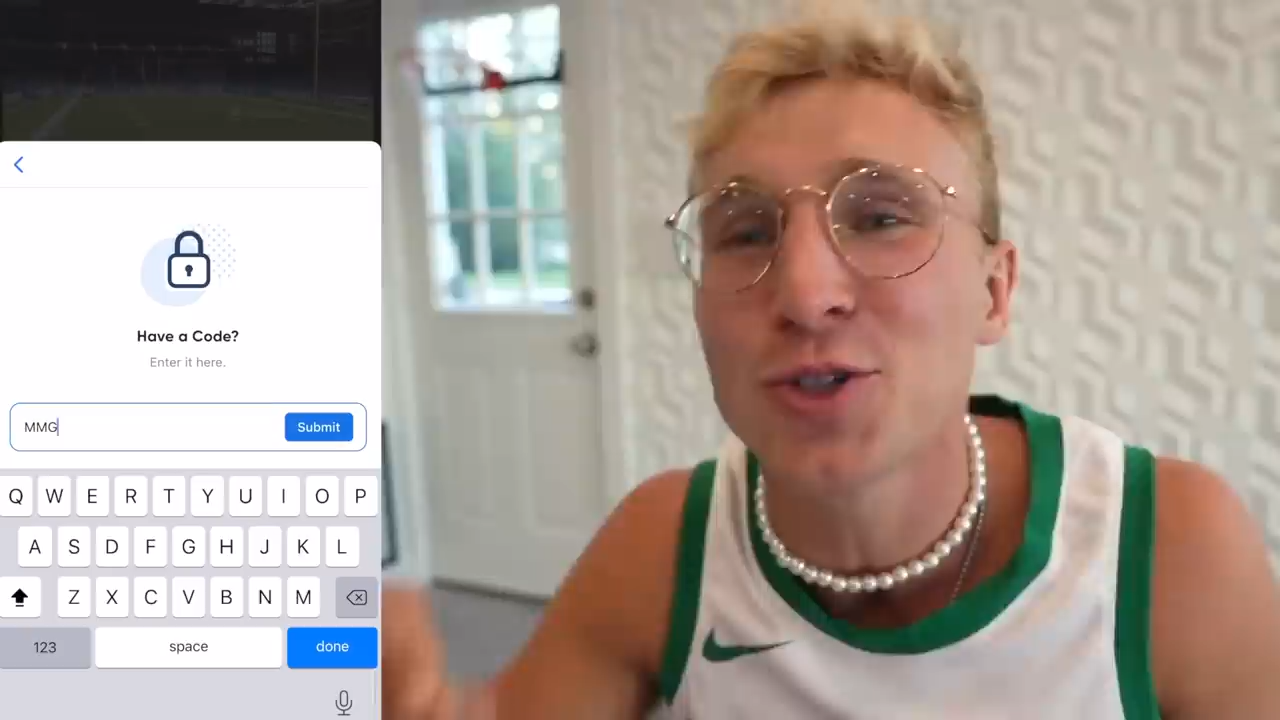 Have a Code?
Enter it here.
MMG
Submit
Q W E R T Y U I O P
A S D F G H J K L
Z X C V B N M
123
space
done